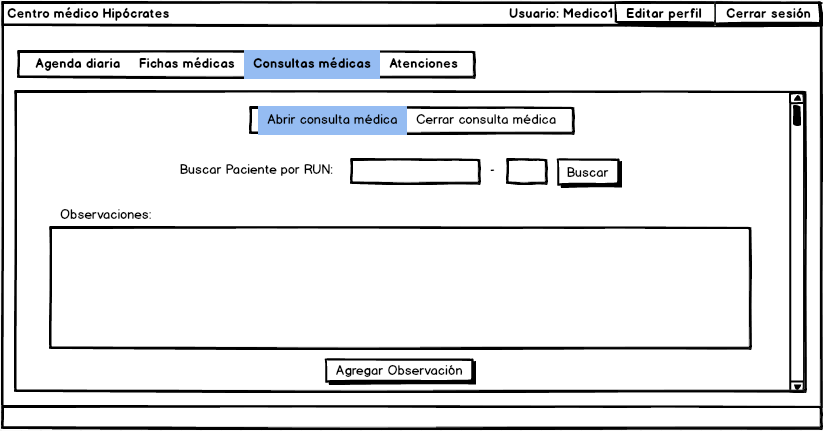 Centro médico Hipócrates Usuario: Medico1 Editar perfil Cerrar sesión
Agenda diaria Fichas médicas Consultas médicas Atenciones
Abrir consulta médica Cerrar consulta médica
Buscar Paciente por RUN: - Buscar
Observaciones:
Agregar Observación